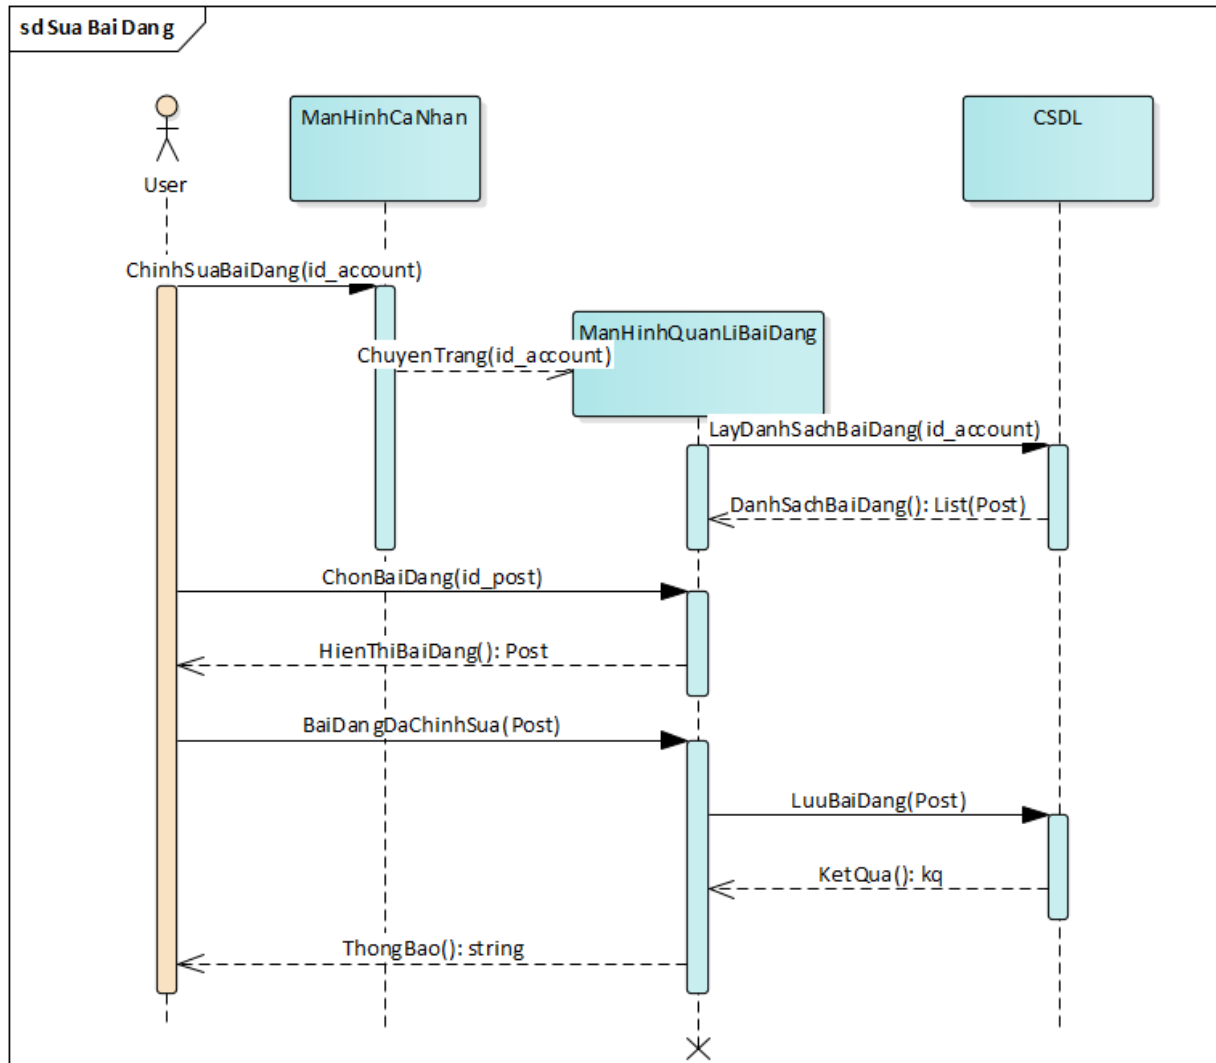 sd Sua Bai Dang
ManHinhCaNhan
CSDL
User
ChinhSuaBaiDang(id_account)
ManHinhQuanLiBaiDang
ChuyenTrang(id_account)
LayDanhSachBaiDang(id_account)
DanhSachBaiDang(): List(Post)
ChonBaiDang(id_post)
HienThiBaiDang(): Post
BaiDangDaChinhSua(Post)
LuuBaiDang(Post)
KetQua(): kq
ThongBao(): string